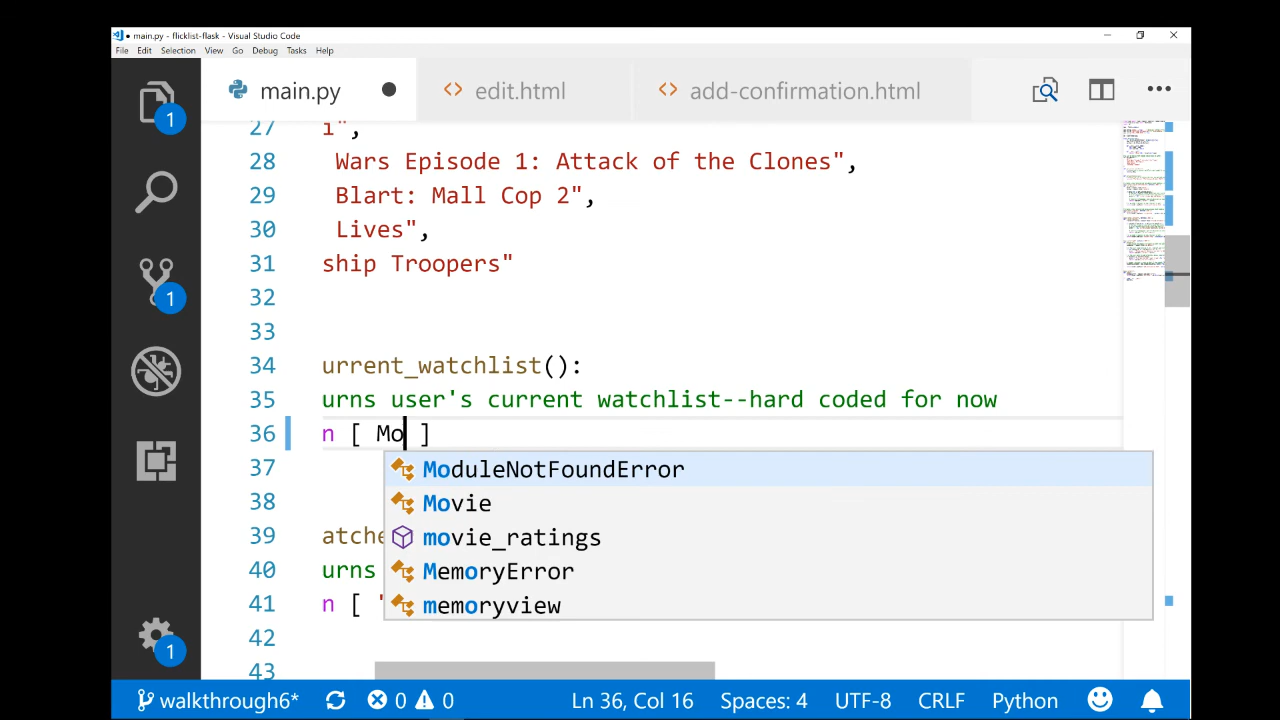 main.py - flicklist-flask - Visual Studio Code
File Edit Selection View Go Debug Tasks Help
main.py edit.html add-confirmation.html
1
27 i",
28 Wars Episode 1: Attack of the Clones",
29 Blart: Mall Cop 2",
30 Lives",
31 ship Troopers"
32
1
33
34 urrent_watchlist():
35 urns user's current watchlist--hard coded for now
36 n [ Mo ]
37 ModuleNotFoundError
38 Movie
39 atche movie_ratings
40 urns MemoryError
41 n [ ' memoryview
42
1
43
walkthrough6* 0 0 Ln 36, Col 16 Spaces: 4 UTF-8 CRLF Python